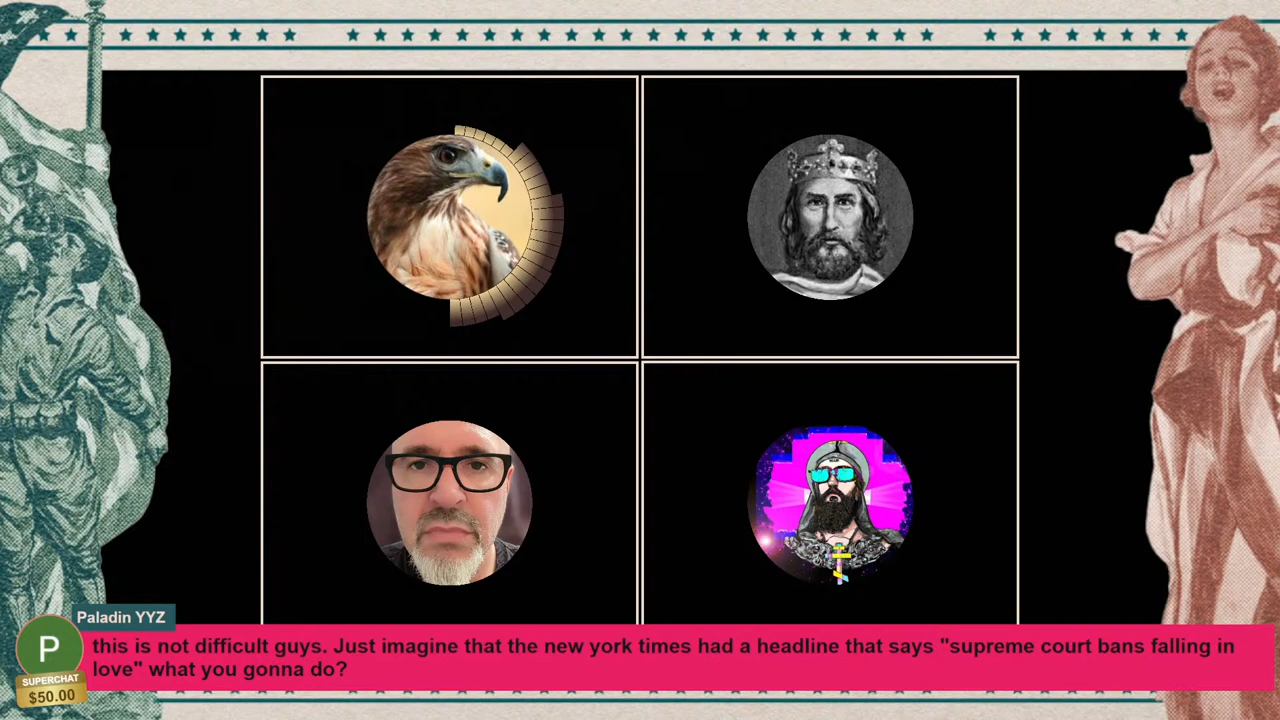 Paladin YYZ
P
this is not difficult guys. Just imagine that the new york times had a headline that says "supreme court bans falling in
love" what you gonna do?
SUPERCHAT
$50.00